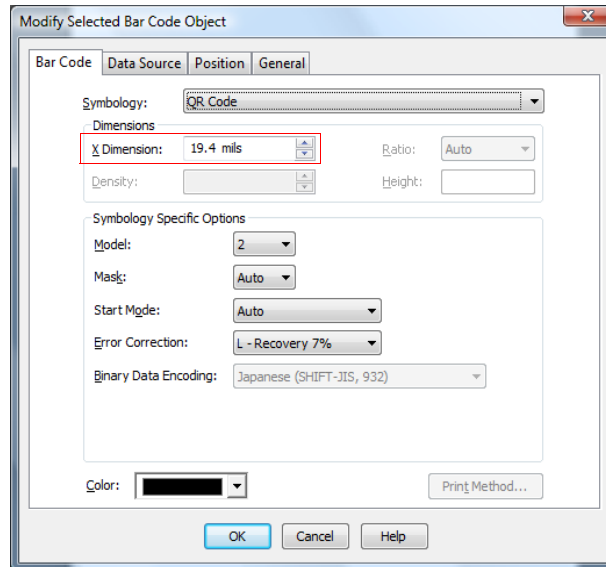 Modify Selected Bar Code Object
Bar Code Data Source Position General
Symbology: QR Code
Dimensions
X Dimension: 19.4 mils Ratio: Auto
Density: Height:
Symbology Specific Options
Model: 2
Mask: Auto
Start Mode: Auto
Error Correction: L - Recovery 7%
Binary Data Encoding: Japanese (SHIFT-JIS, 932)
Color: Print Method...
OK Cancel Help